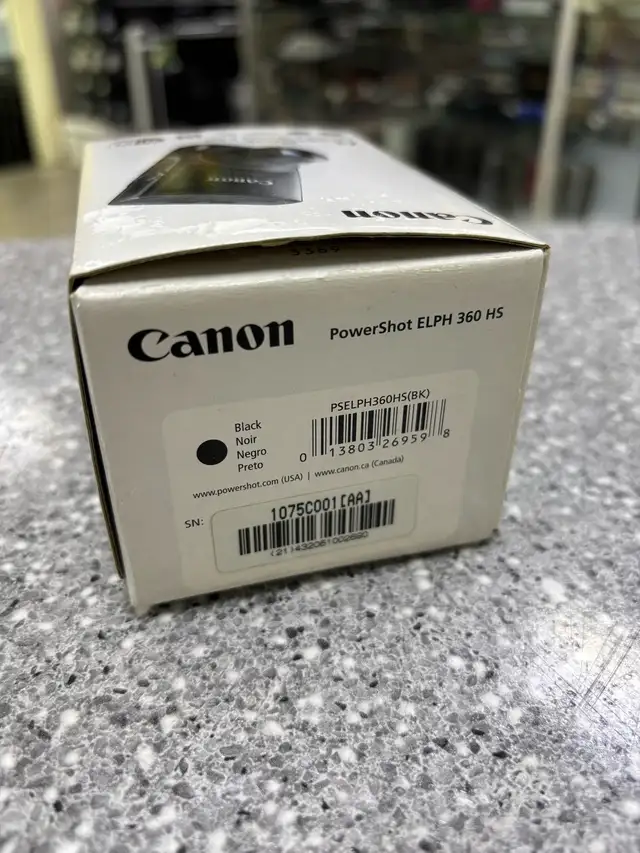 Canon
Canon
Canon
PowerShot ELPH 360 HS
PSELPH360HS(BK)
Black
Noir
Negro
Preto
0 13803 26959 8
www.powershot.com (USA) | www.canon.ca (Canada)
SN:
1075C001[AA]